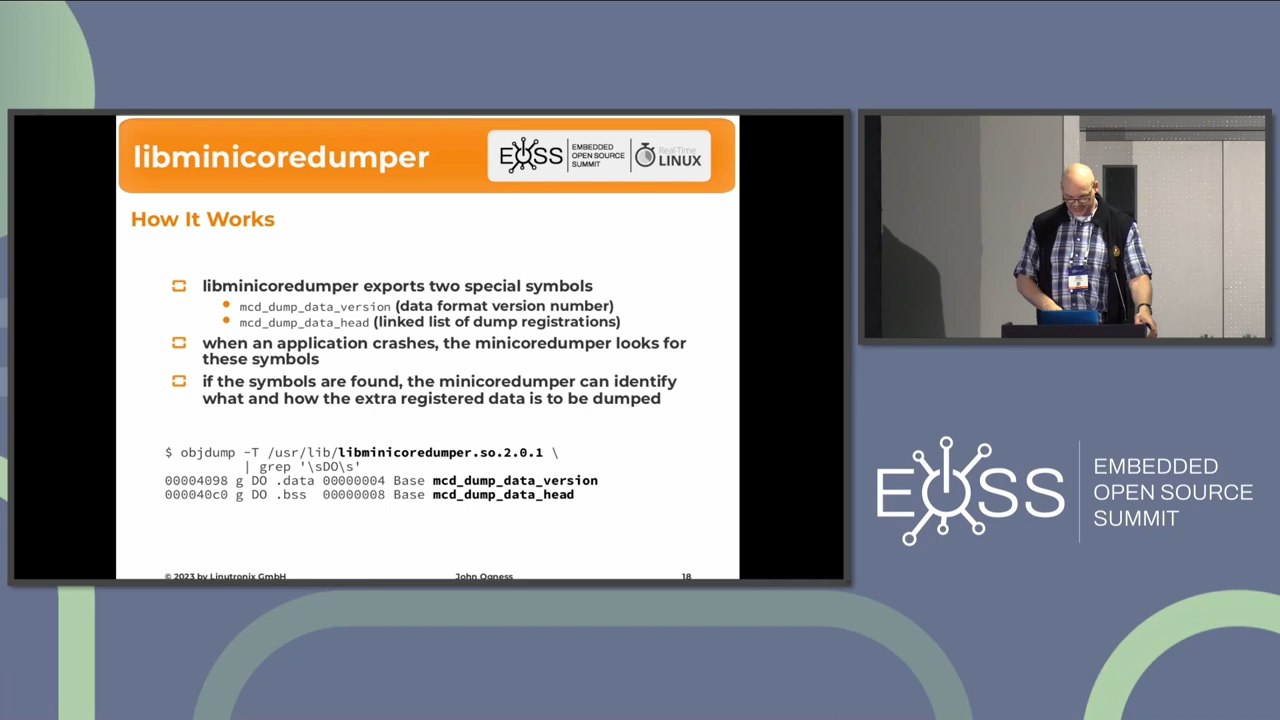 libminicoredumper
EOSS
EMBEDDED
OPEN SOURCE
SUMMIT
Real-Time
LINUX
How It Works
libminicoredumper exports two special symbols
mcd_dump_data_version (data format version number)
mcd_dump_data_head (linked list of dump registrations)
when an application crashes, the minicoredumper looks for
these symbols
if the symbols are found, the minicoredumper can identify
what and how the extra registered data is to be dumped
$ objdump -T /usr/lib/libminicoredumper.so.2.0.1 \
| grep '\sDO\s'
00004098 g DO .data 00000004 Base mcd_dump_data_version
000040c0 g DO .bss 00000008 Base mcd_dump_data_head
© 2023 by Linutronix GmbH
John Ogness
18
EOSS
EMBEDDED
OPEN SOURCE
SUMMIT